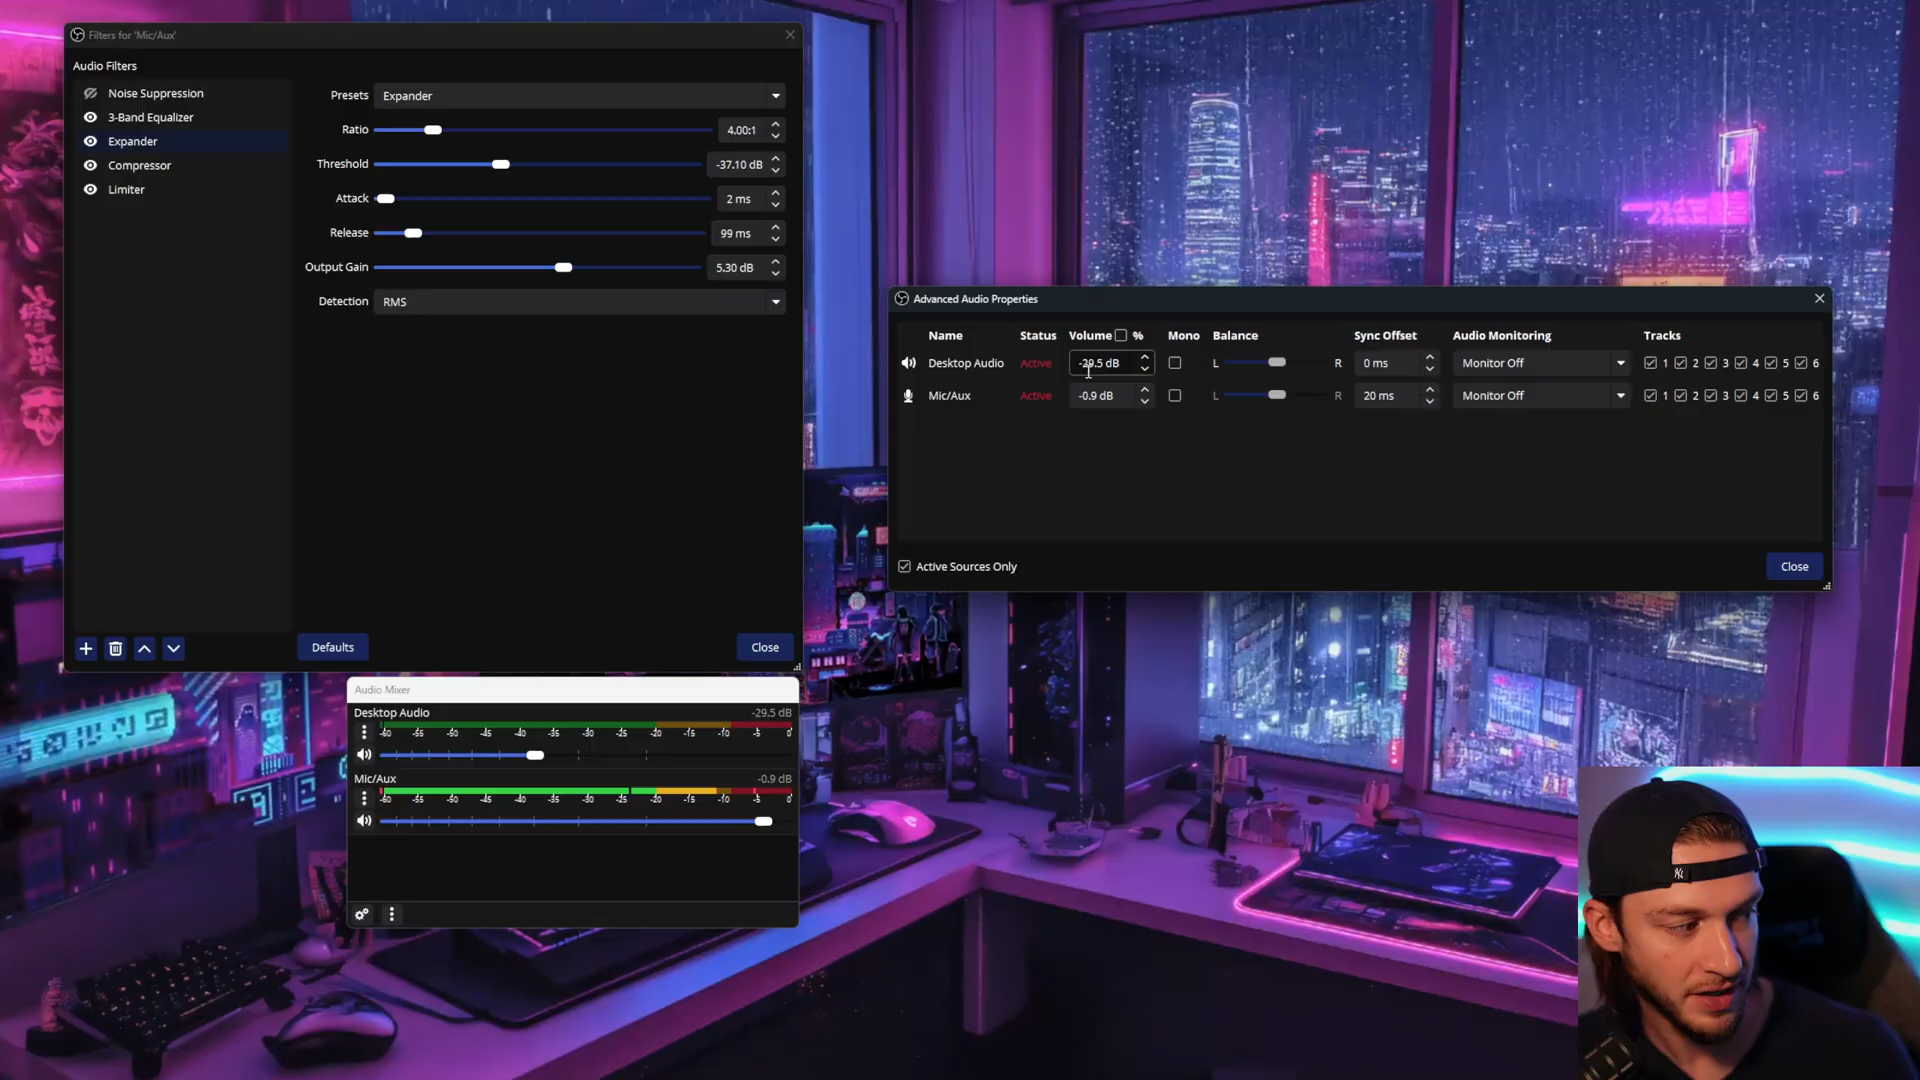 Filters for 'Mic/Aux'
Audio Filters
Noise Suppression
3-Band Equalizer
Expander
Compressor
Limiter
Presets Expander
Ratio 4.00:1
Threshold -37.10 dB
Attack 2 ms
Release 99 ms
Output Gain 5.30 dB
Detection RMS
Defaults Close
Advanced Audio Properties
Name Status Volume % Mono Balance Sync Offset Audio Monitoring Tracks
Desktop Audio Active -29.5 dB L R 0 ms Monitor Off 1 2 3 4 5 6
Mic/Aux Active -0.9 dB L R 20 ms Monitor Off 1 2 3 4 5 6
Active Sources Only Close
Audio Mixer
Desktop Audio -29.5 dB
-60 -55 -50 -45 -40 -35 -30 -25 -20 -15 -10 -5 0
Mic/Aux -0.9 dB
-60 -55 -50 -45 -40 -35 -30 -25 -20 -15 -10 -5 0